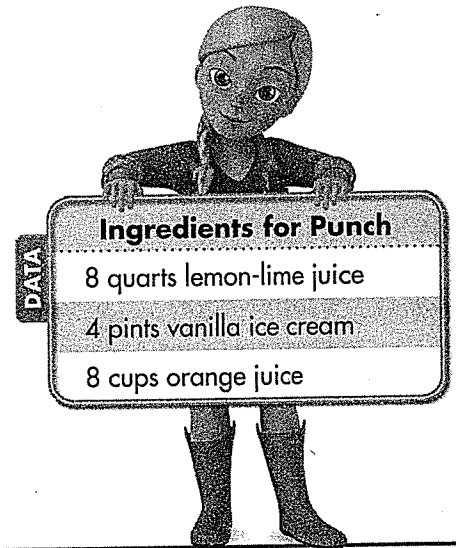 Ingredients for Punch
DATA
8 quarts lemon-lime juice
4 pints vanilla ice cream
8 cups orange juice